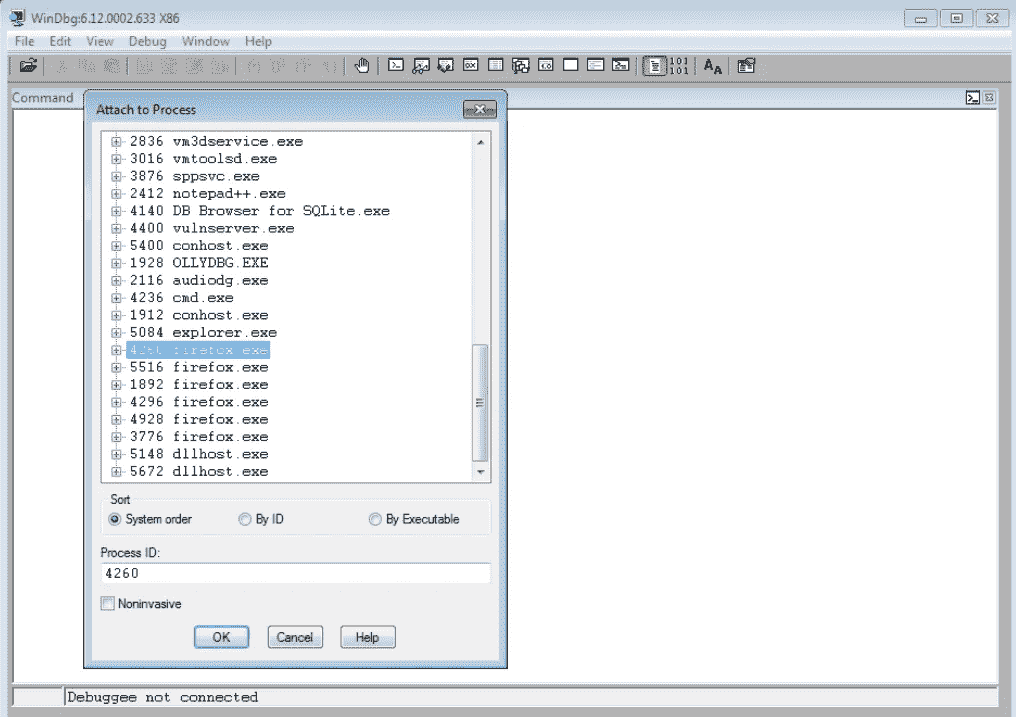 WinDbg:6.12.0002.633 X86
File Edit View Debug Window Help
101
101
AA
Command
Attach to Process
2836 vm3dservice.exe
3016 vmtoolsd.exe
3876 sppsvc.exe
2412 notepad++.exe
4140 DB Browser for SQLite.exe
4400 vulnserver.exe
5400 conhost.exe
1928 OLLYDBG.EXE
2116 audiodg.exe
4236 cmd.exe
1912 conhost.exe
5084 explorer.exe
4260 firefox.exe
5516 firefox.exe
1892 firefox.exe
4296 firefox.exe
4928 firefox.exe
3776 firefox.exe
5148 dllhost.exe
5672 dllhost.exe
Sort
System order By ID By Executable
Process ID:
4260
Noninvasive
OK Cancel Help
Debuggee not connected